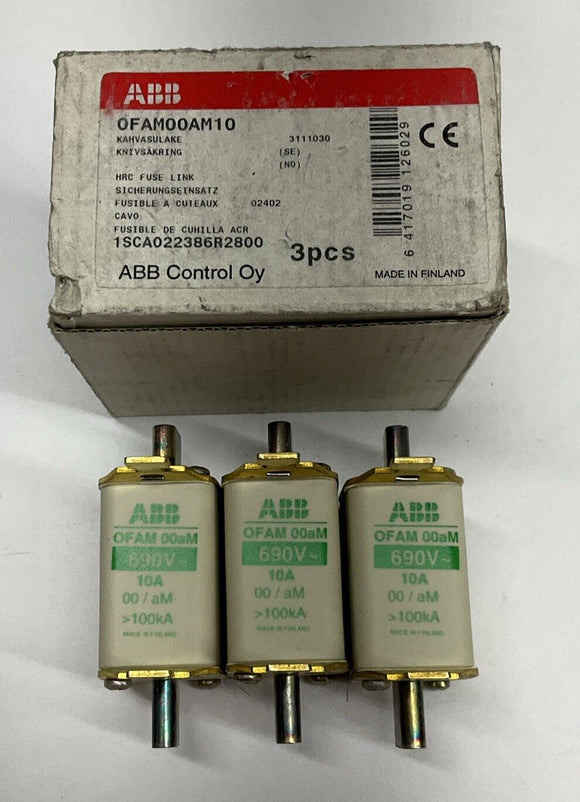 ABB
OFAM00AM10
KAHVASULAKE 3111030
KNIVSÄKRING (SE)
(NO)
HRC FUSE LINK
SICHERUNGSEINSATZ
FUSIBLE A CUTEAUX 02402
CAVO
FUSIBLE DE CUHILLA ACR
1SCA022386R2800
3pcs
ABB Control Oy
MADE IN FINLAND
6 417019 126029
CE
ABB
OFAM 00aM
690V~
10A
00 / aM
>100kA
MADE IN FINLAND
ABB
OFAM 00aM
690V~
10A
00 / aM
>100kA
MADE IN FINLAND
ABB
OFAM 00aM
690V~
10A
00 / aM
>100kA
MADE IN FINLAND